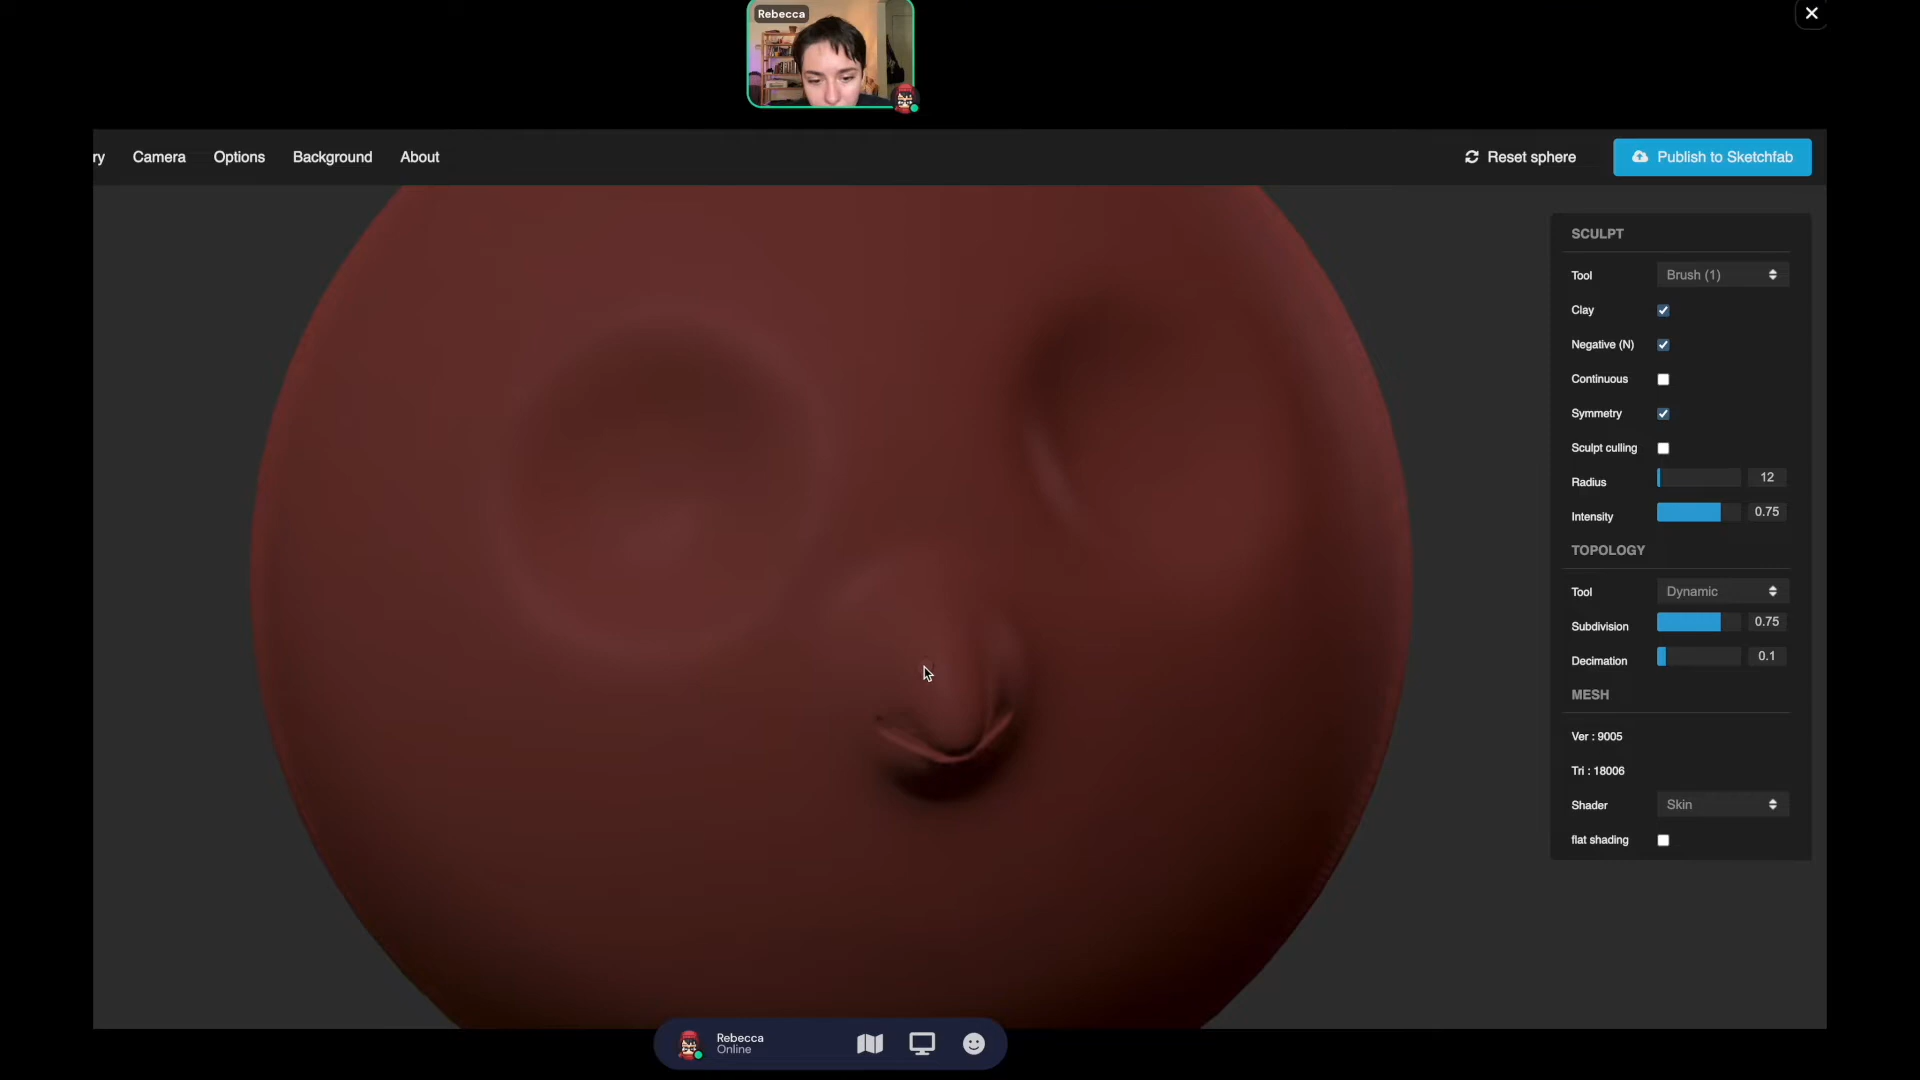 Rebecca
ry Camera Options Background About
Reset sphere Publish to Sketchfab
SCULPT
Tool Brush (1)
Clay
Negative (N)
Continuous
Symmetry
Sculpt culling
Radius 12
Intensity 0.75
TOPOLOGY
Tool Dynamic
Subdivision 0.75
Decimation 0.1
MESH
Ver : 9005
Tri : 18006
Shader Skin
flat shading
Rebecca
Online